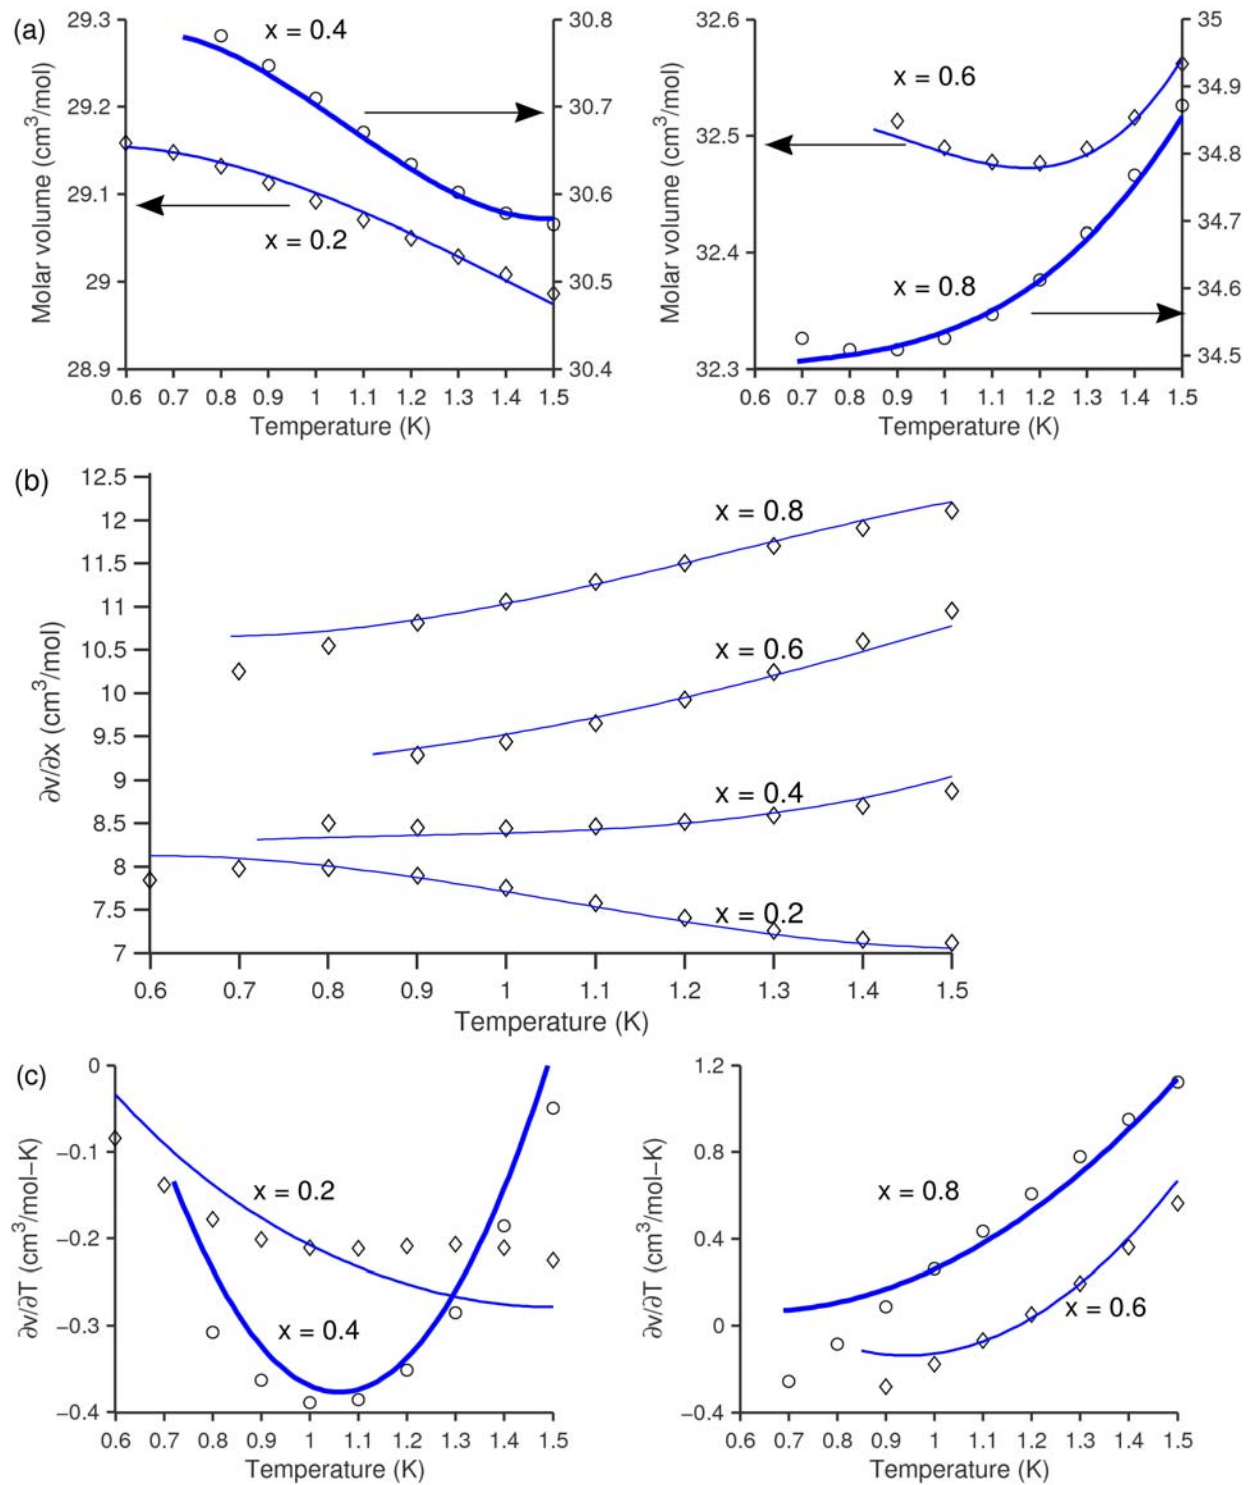 (a)
29.3
29.2
29.1
29
28.9
Molar volume (cm³/mol)
x = 0.4
x = 0.2
30.8
30.7
30.6
30.5
30.4
0.6 0.7 0.8 0.9 1 1.1 1.2 1.3 1.4 1.5
Temperature (K)
32.6
32.5
32.4
32.3
Molar volume (cm³/mol)
x = 0.6
x = 0.8
35
34.9
34.8
34.7
34.6
34.5
0.6 0.7 0.8 0.9 1 1.1 1.2 1.3 1.4 1.5
Temperature (K)
(b)
12.5
12
11.5
11
10.5
10
9.5
9
8.5
8
7.5
7
∂v/∂x (cm³/mol)
x = 0.8
x = 0.6
x = 0.4
x = 0.2
0.6 0.7 0.8 0.9 1 1.1 1.2 1.3 1.4 1.5
Temperature (K)
(c)
0
−0.1
−0.2
−0.3
−0.4
∂v/∂T (cm³/mol−K)
x = 0.2
x = 0.4
0.6 0.7 0.8 0.9 1 1.1 1.2 1.3 1.4 1.5
Temperature (K)
1.2
0.8
0.4
0
−0.4
∂v/∂T (cm³/mol−K)
x = 0.8
x = 0.6
0.6 0.7 0.8 0.9 1 1.1 1.2 1.3 1.4 1.5
Temperature (K)